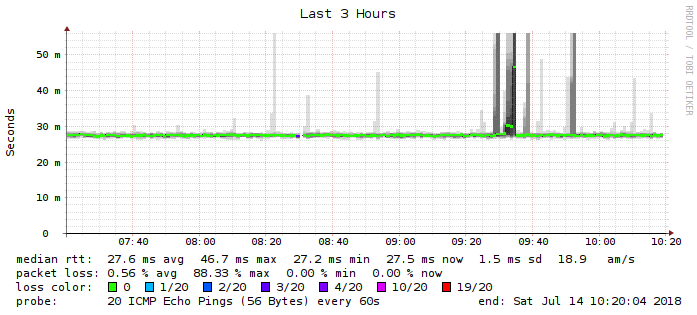 Last 3 Hours
RRDTOOL / TOBI OETIKER
Seconds
50 m
40 m
30 m
20 m
10 m
0
07:40 08:00 08:20 08:40 09:00 09:20 09:40 10:00 10:20
median rtt: 27.6 ms avg 46.7 ms max 27.2 ms min 27.5 ms now 1.5 ms sd 18.9 am/s
packet loss: 0.56 % avg 88.33 % max 0.00 % min 0.00 % now
loss color: 0 1/20 2/20 3/20 4/20 10/20 19/20
probe: 20 ICMP Echo Pings (56 Bytes) every 60s end: Sat Jul 14 10:20:04 2018